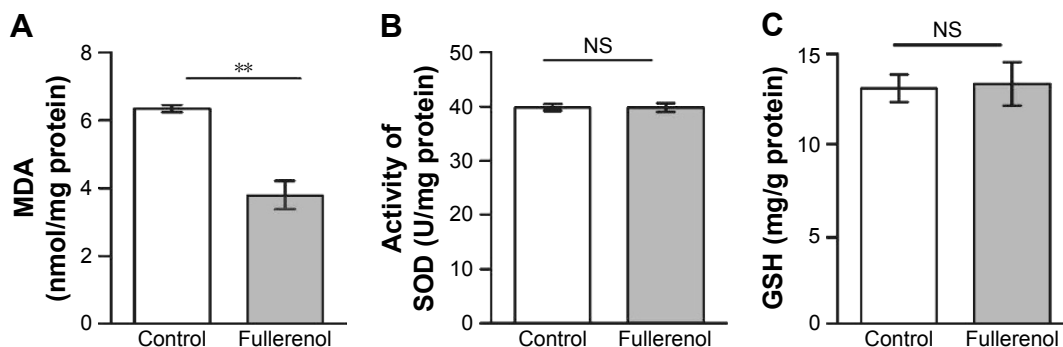 A
MDA
(nmol/mg protein)
8
6
4
2
0
**
Control
Fullerenol
B
Activity of
SOD (U/mg protein)
50
40
30
20
10
0
NS
Control
Fullerenol
C
GSH (mg/g protein)
15
10
5
0
NS
Control
Fullerenol